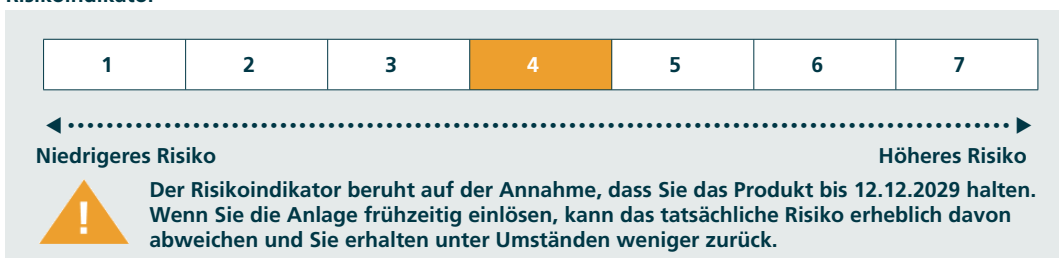 Risikoindikator
1 2 3 4 5 6 7
Niedrigeres Risiko Höheres Risiko
Der Risikoindikator beruht auf der Annahme, dass Sie das Produkt bis 12.12.2029 halten.
Wenn Sie die Anlage frühzeitig einlösen, kann das tatsächliche Risiko erheblich davon
abweichen und Sie erhalten unter Umständen weniger zurück.